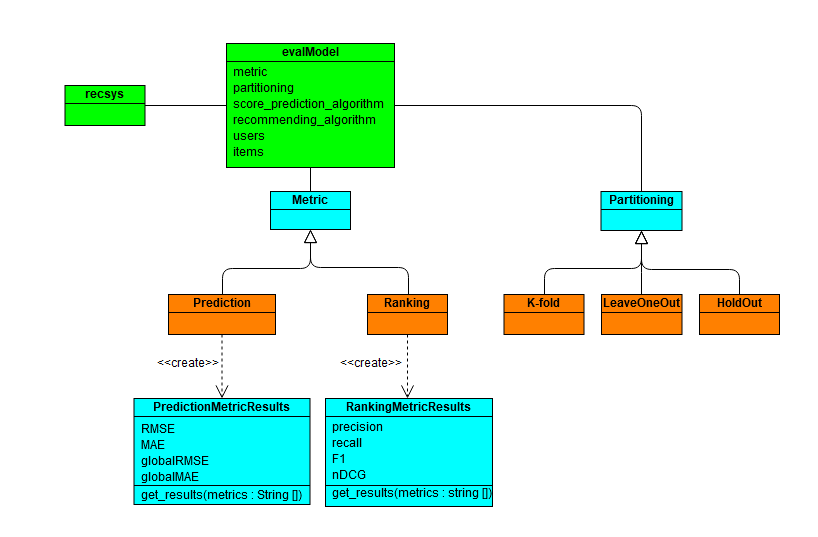 evalModel
metric
partitioning
score_prediction_algorithm
recommending_algorithm
users
items
recsys
Metric
Partitioning
Prediction
Ranking
K-fold
LeaveOneOut
HoldOut
<<create>>
<<create>>
PredictionMetricResults
RMSE
MAE
globalRMSE
globalMAE
get_results(metrics : String [])
RankingMetricResults
precision
recall
F1
nDCG
get_results(metrics : string [])